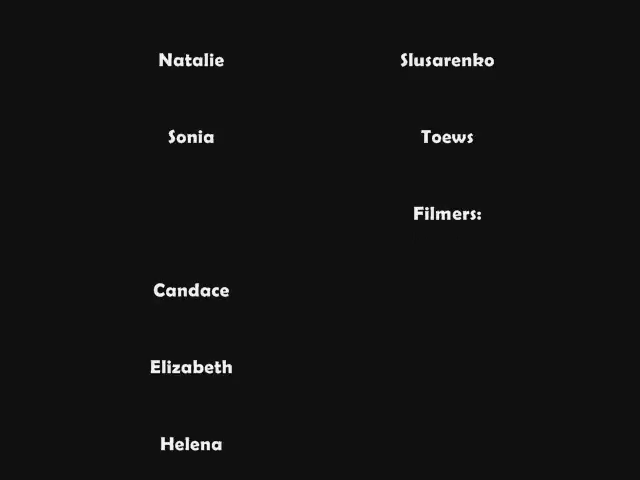 Natalie Slusarenko
Sonia Toews
Filmers:
Candace
Elizabeth
Helena